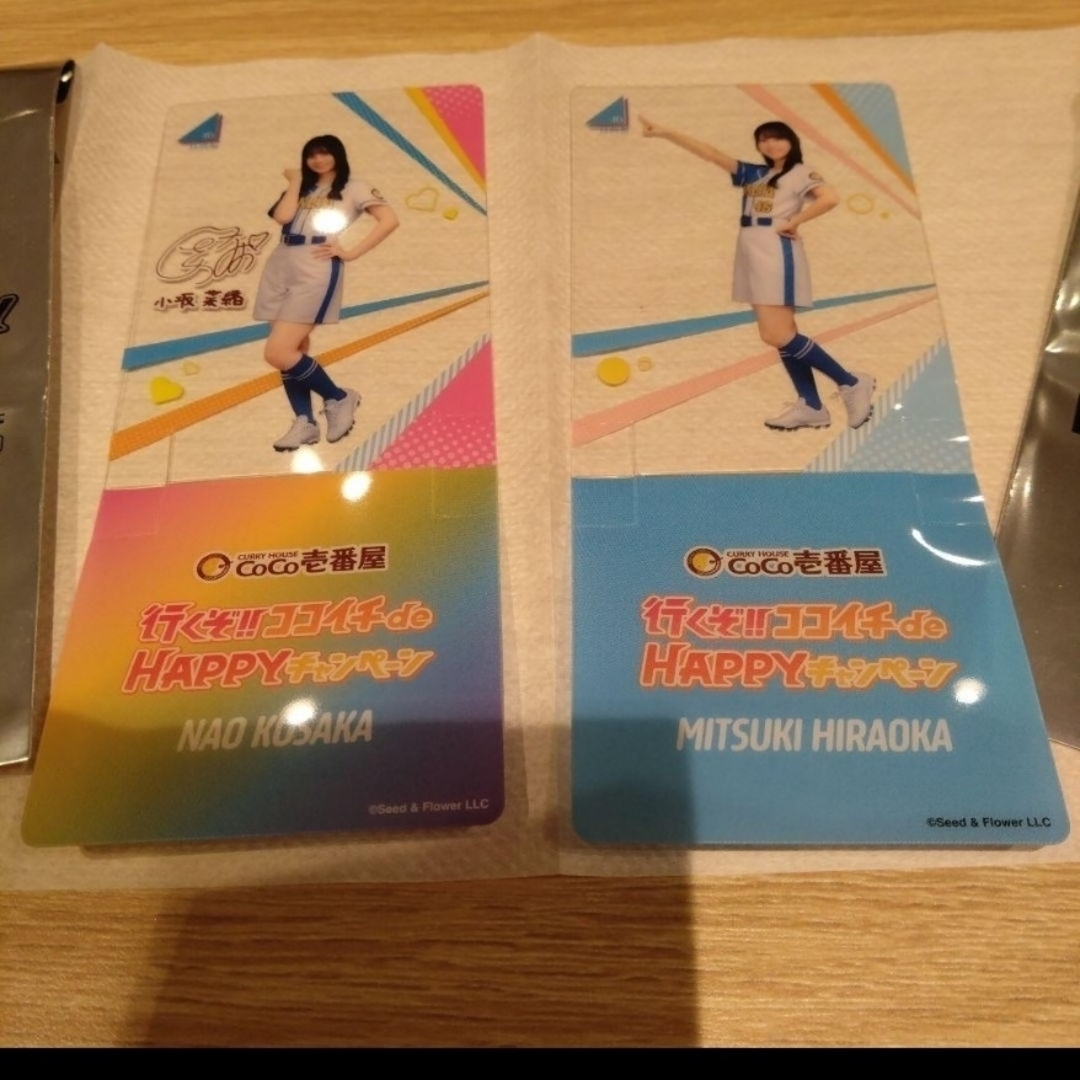 小坂 菜緒
CURRY HOUSE
CoCo壱番屋
行くぞ!!ココイチde
HAPPYキャンペーン
NAO KOSAKA
©Seed & Flower LLC
CURRY HOUSE
CoCo壱番屋
行くぞ!!ココイチde
HAPPYキャンペーン
MITSUKI HIRAOKA
©Seed & Flower LLC